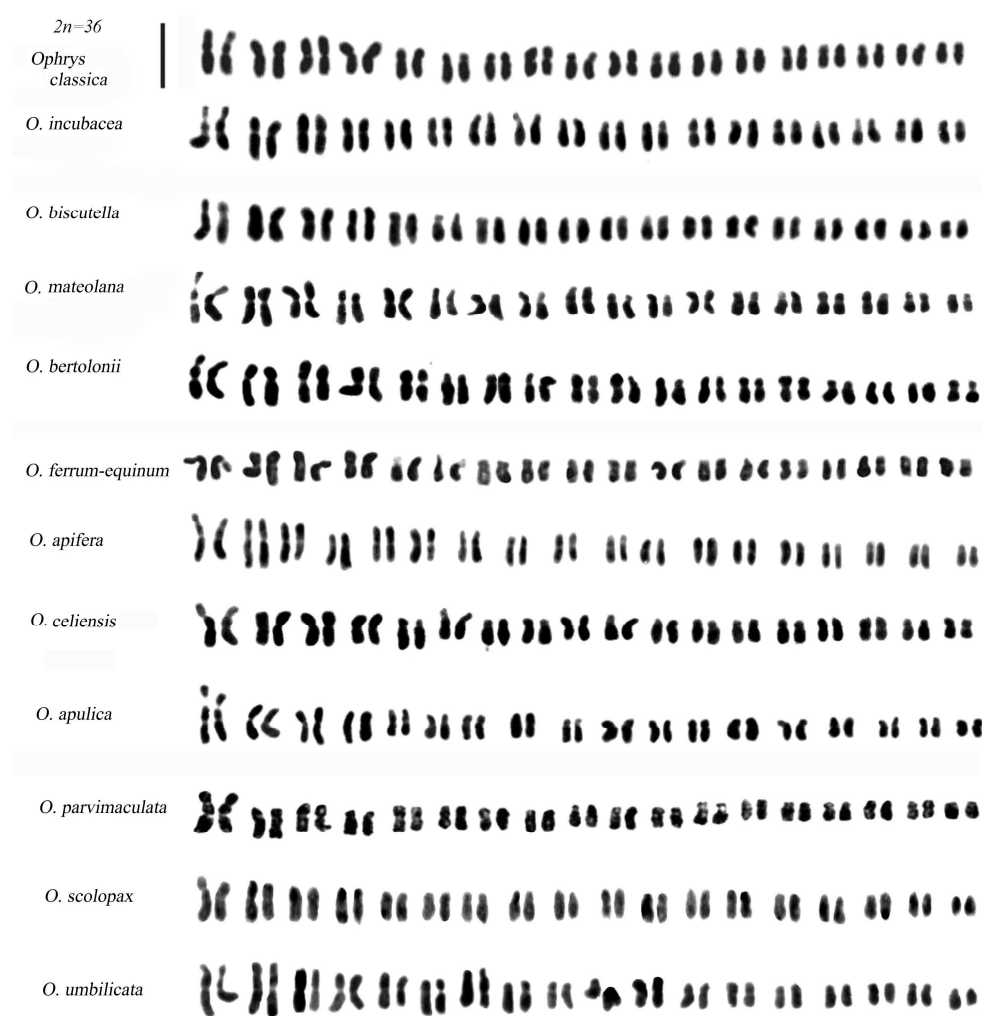 2n=36
Ophrys
classica
O. incubacea
O. biscutella
O. mateolana
O. bertolonii
O. ferrum-equinum
O. apifera
O. celiensis
O. apulica
O. parvimaculata
O. scolopax
O. umbilicata